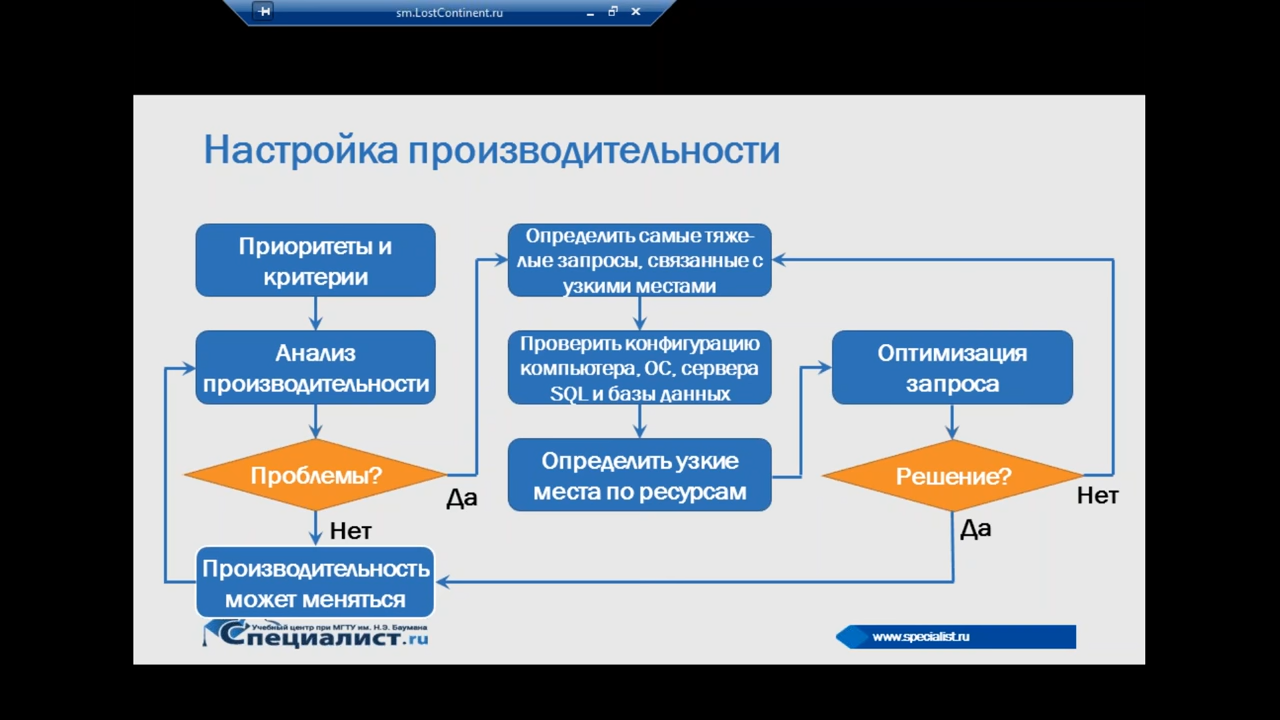 sm.LostContinent.ru
Настройка производительности
Приоритеты и
критерии
Анализ
производительности
Проблемы?
Да
Нет
Производительность
может меняться
Определить самые тяже-
лые запросы, связанные с
узкими местами
Проверить конфигурацию
компьютера, ОС, сервера
SQL и базы данных
Определить узкие
места по ресурсам
Оптимизация
запроса
Решение?
Нет
Да
Учебный центр при МГТУ им. Н.Э. Баумана
Специалист.ru
www.specialist.ru